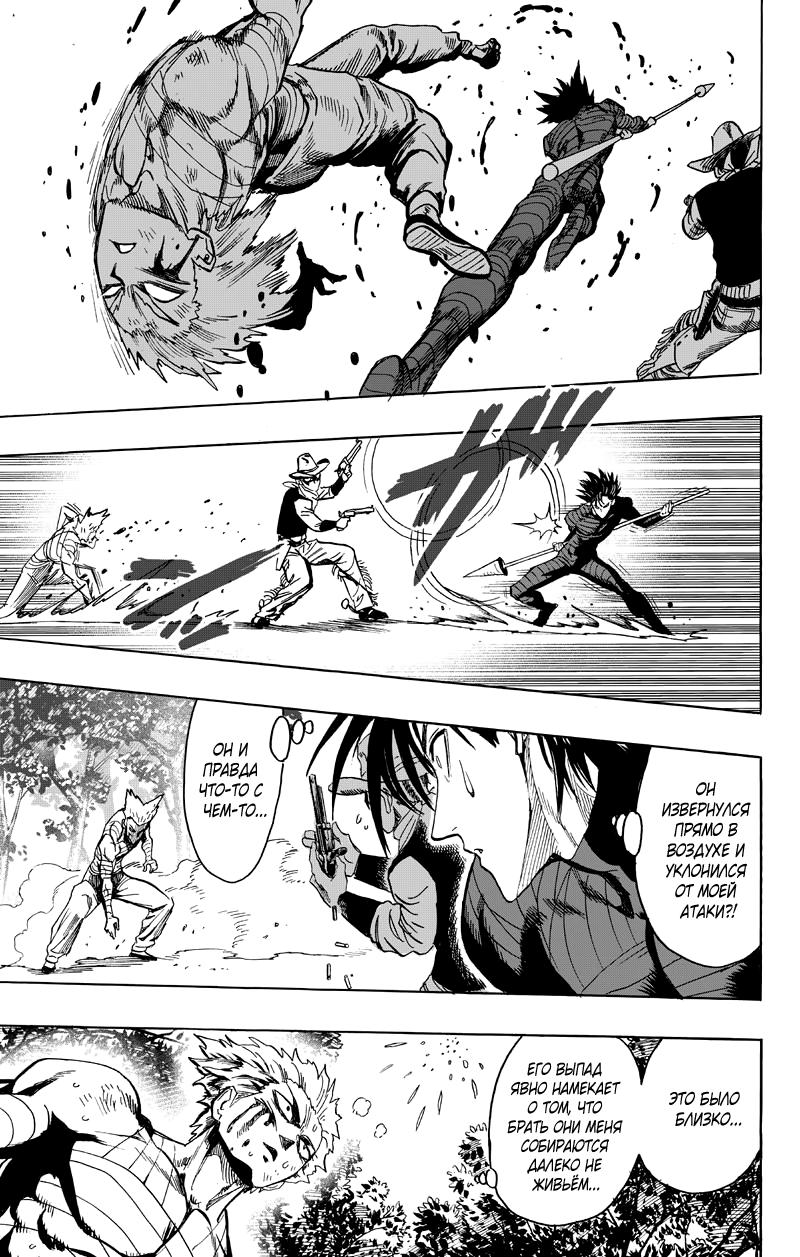 ОН
ИЗВЕРНУЛСЯ
ПРЯМО В
ВОЗДУХЕ И
УКЛОНИЛСЯ
ОТ МОЕЙ
АТАКИ?!
ОН И
ПРАВДА
ЧТО-ТО С
ЧЕМ-ТО...
ЭТО БЫЛО
БЛИЗКО...
ЕГО ВЫПАД
ЯВНО НАМЕКАЕТ
О ТОМ, ЧТО
БРАТЬ ОНИ МЕНЯ
СОБИРАЮТСЯ
ДАЛЕКО НЕ
ЖИВЬЁМ...